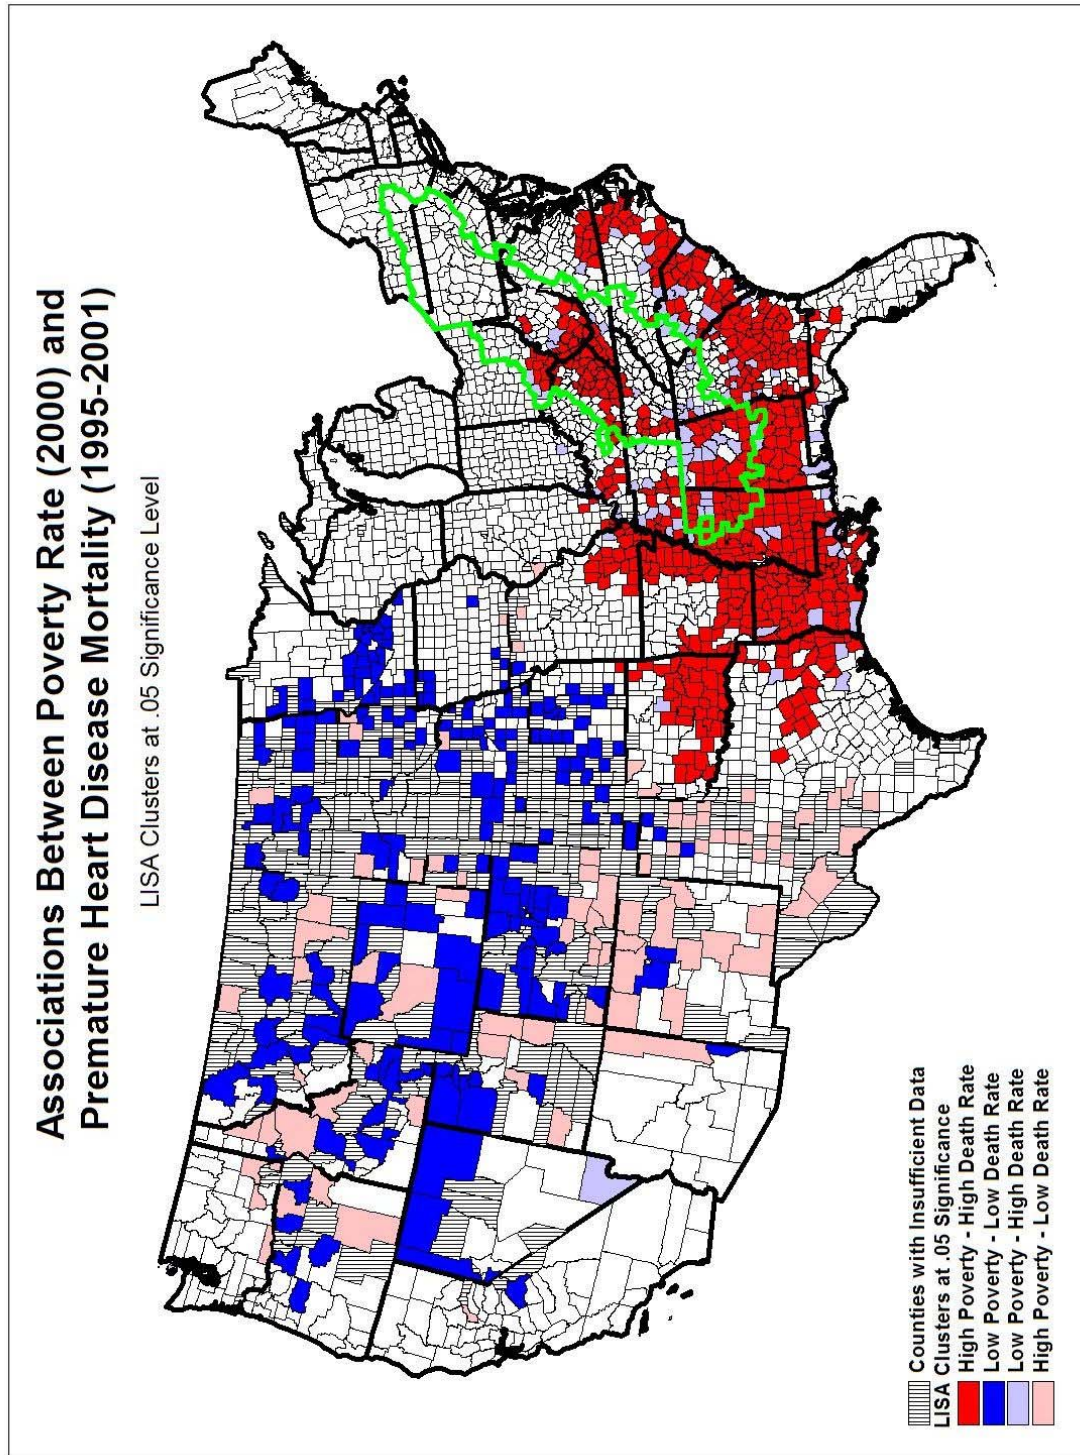 Associations Between Poverty Rate (2000) and
Premature Heart Disease Mortality (1995-2001)
LISA Clusters at .05 Significance Level
Counties with Insufficient Data
LISA Clusters at .05 Significance
High Poverty - High Death Rate
Low Poverty - Low Death Rate
Low Poverty - High Death Rate
High Poverty - Low Death Rate